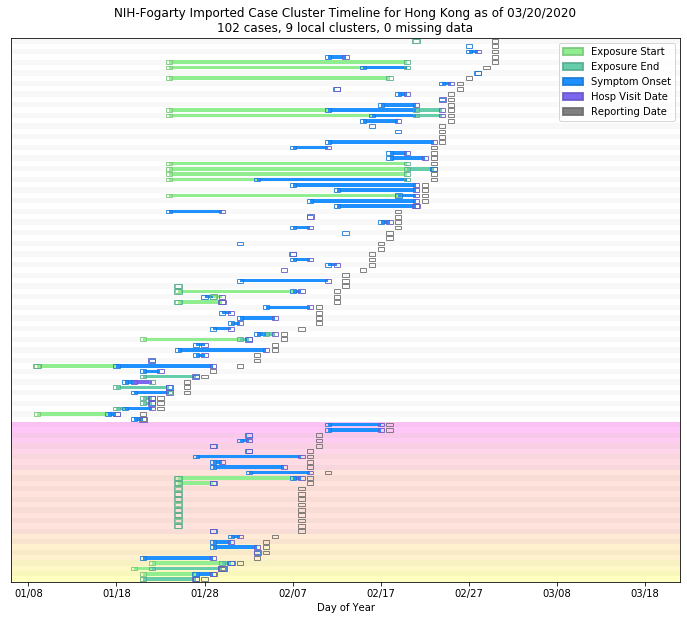 NIH-Fogarty Imported Case Cluster Timeline for Hong Kong as of 03/20/2020
102 cases, 9 local clusters, 0 missing data
Exposure Start
Exposure End
Symptom Onset
Hosp Visit Date
Reporting Date
01/08 01/18 01/28 02/07 02/17 02/27 03/08 03/18
Day of Year